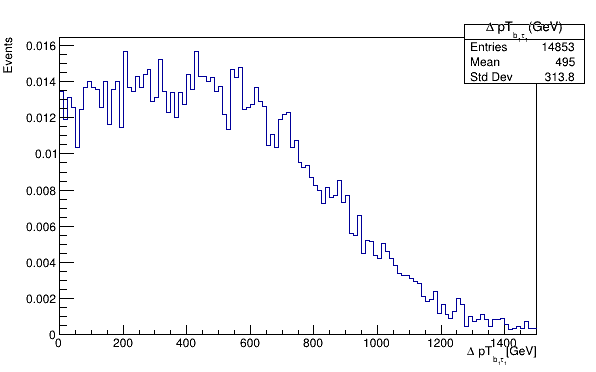 Δ pT_{b_1τ_1} (GeV)
Entries 14853
Mean 495
Std Dev 313.8
Events
0.016
0.014
0.012
0.01
0.008
0.006
0.004
0.002
0
0 200 400 600 800 1000 1200 1400
Δ pT_{b_1τ_1} [GeV]